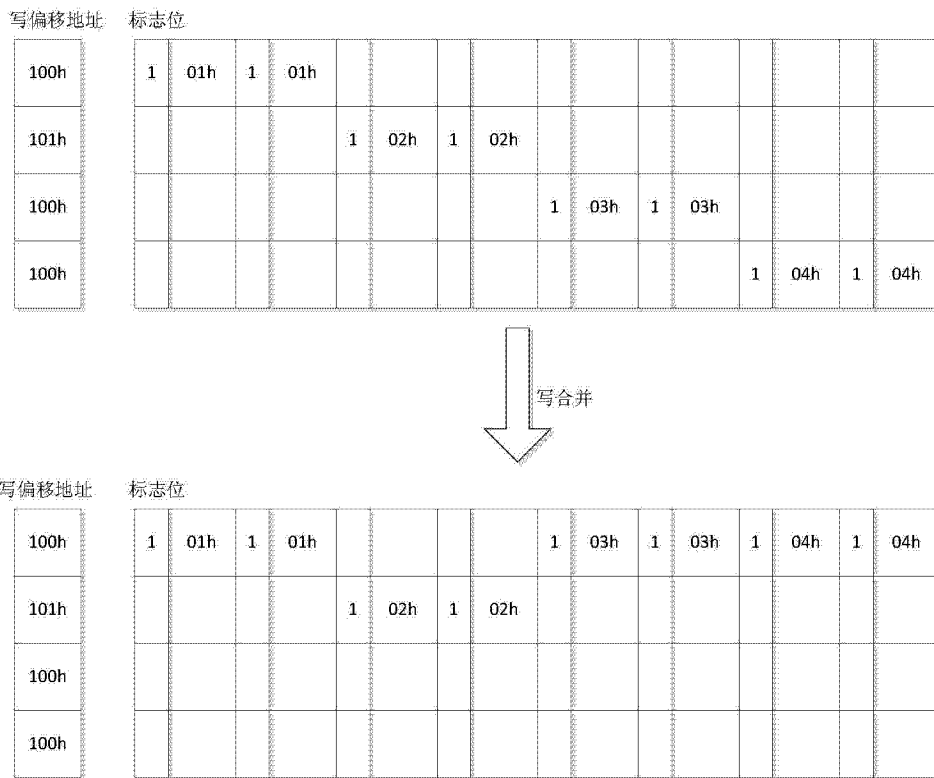 写偏移地址 标志位
100h 1 01h 1 01h
101h 1 02h 1 02h
100h 1 03h 1 03h
100h 1 04h 1 04h
写合并
写偏移地址 标志位
100h 1 01h 1 01h 1 03h 1 03h 1 04h 1 04h
101h 1 02h 1 02h
100h
100h